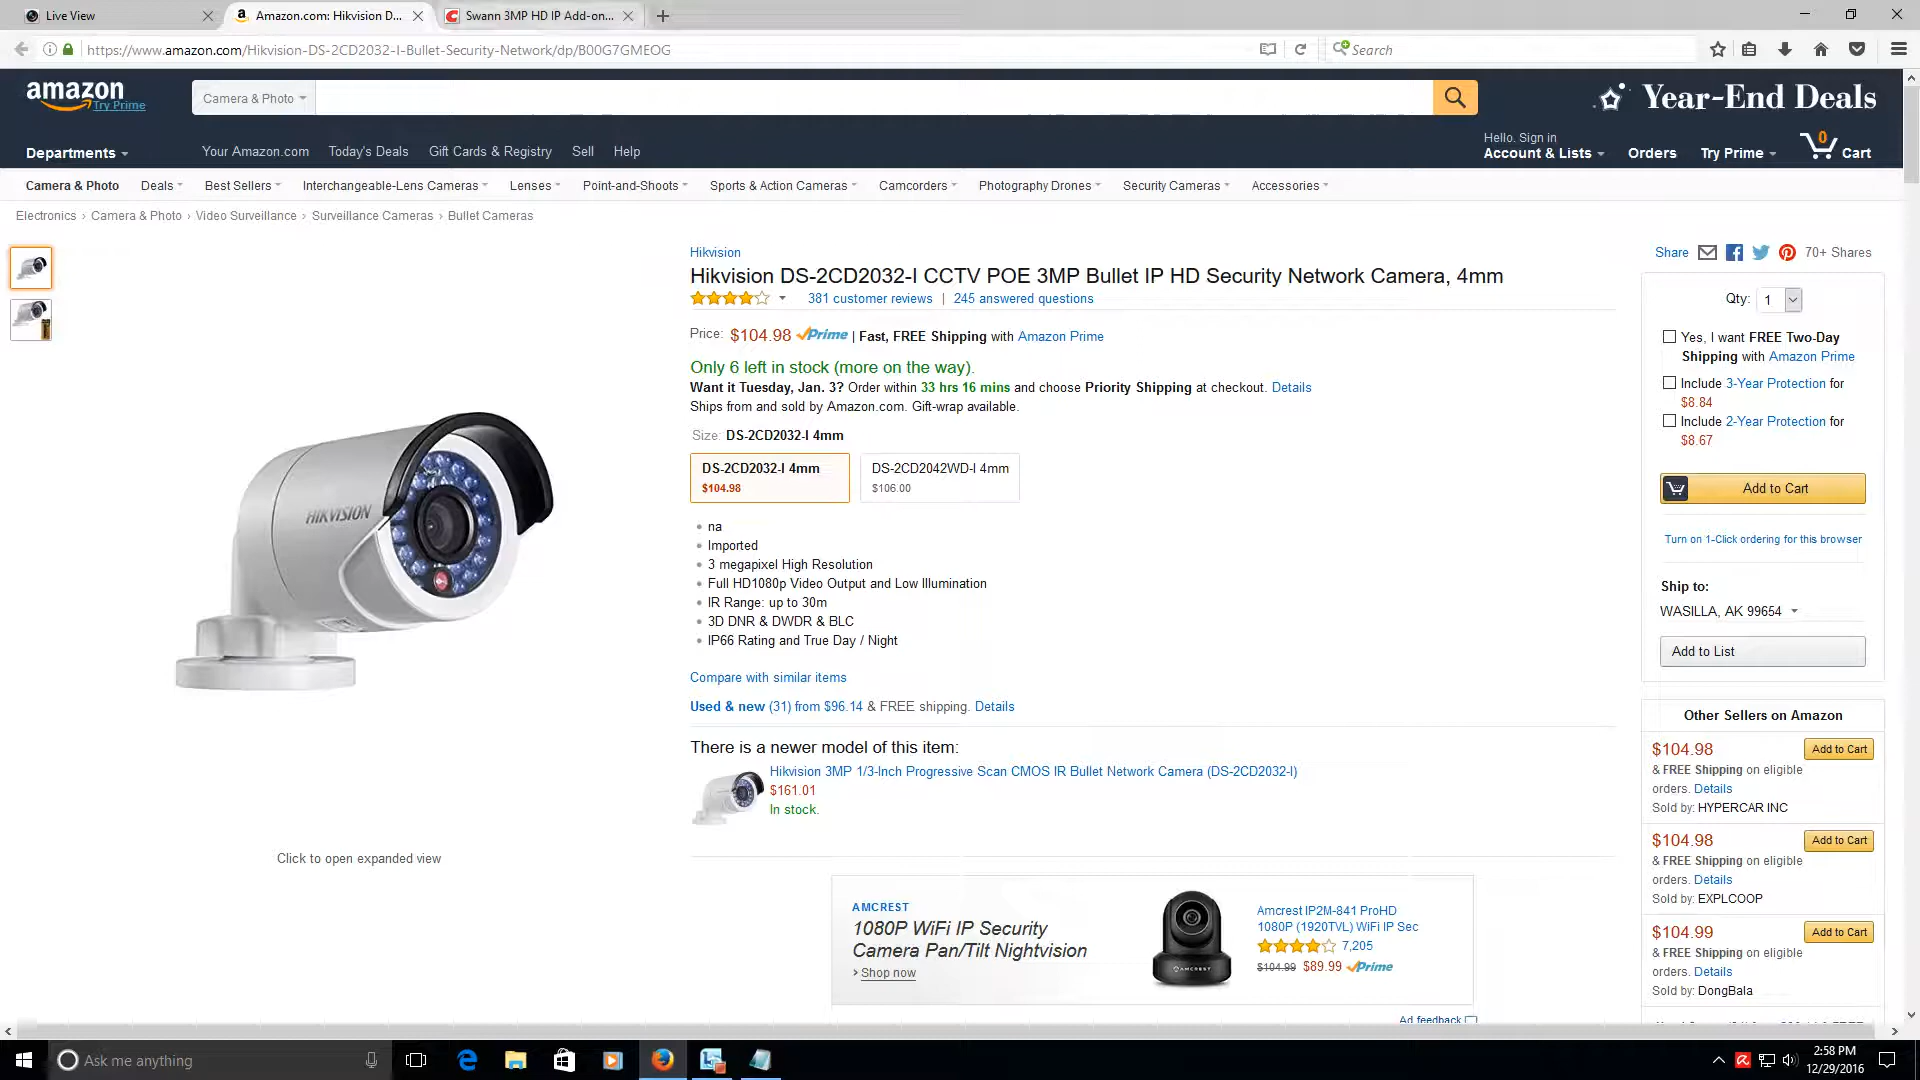 Live View
Amazon.com: Hikvision D...
Swann 3MP HD IP Add-on...
https://www.amazon.com/Hikvision-DS-2CD2032-I-Bullet-Security-Network/dp/B00G7GMEOG
Search
amazon
Try Prime
Camera & Photo
Year-End Deals
Departments
Your Amazon.com
Today's Deals
Gift Cards & Registry
Sell
Help
Hello. Sign in
Account & Lists
Orders
Try Prime
0
Cart
Camera & Photo
Deals
Best Sellers
Interchangeable-Lens Cameras
Lenses
Point-and-Shoots
Sports & Action Cameras
Camcorders
Photography Drones
Security Cameras
Accessories
Electronics › Camera & Photo › Video Surveillance › Surveillance Cameras › Bullet Cameras
HIKVISION
Click to open expanded view
Hikvision
Hikvision DS-2CD2032-I CCTV POE 3MP Bullet IP HD Security Network Camera, 4mm
381 customer reviews | 245 answered questions
Price: $104.98 Prime | Fast, FREE Shipping with Amazon Prime
Only 6 left in stock (more on the way).
Want it Tuesday, Jan. 3? Order within 33 hrs 16 mins and choose Priority Shipping at checkout. Details
Ships from and sold by Amazon.com. Gift-wrap available.
Size: DS-2CD2032-I 4mm
DS-2CD2032-I 4mm
$104.98
DS-2CD2042WD-I 4mm
$106.00
• na
• Imported
• 3 megapixel High Resolution
• Full HD1080p Video Output and Low Illumination
• IR Range: up to 30m
• 3D DNR & DWDR & BLC
• IP66 Rating and True Day / Night
Compare with similar items
Used & new (31) from $96.14 & FREE shipping. Details
There is a newer model of this item:
Hikvision 3MP 1/3-Inch Progressive Scan CMOS IR Bullet Network Camera (DS-2CD2032-I)
$161.01
In stock.
AMCREST
1080P WiFi IP Security
Camera Pan/Tilt Nightvision
› Shop now
AMCREST
Amcrest IP2M-841 ProHD
1080P (1920TVL) WiFi IP Sec
7,205
$104.99 $89.99 Prime
Ad feedback
Share
70+ Shares
Qty: 1
Yes, I want FREE Two-Day
Shipping with Amazon Prime
Include 3-Year Protection for
$8.84
Include 2-Year Protection for
$8.67
Add to Cart
Turn on 1-Click ordering for this browser
Ship to:
WASILLA, AK 99654
Add to List
Other Sellers on Amazon
$104.98
Add to Cart
& FREE Shipping on eligible
orders. Details
Sold by: HYPERCAR INC
$104.98
Add to Cart
& FREE Shipping on eligible
orders. Details
Sold by: EXPLCOOP
$104.99
Add to Cart
& FREE Shipping on eligible
orders. Details
Sold by: DongBala
Ask me anything
2:58 PM
12/29/2016